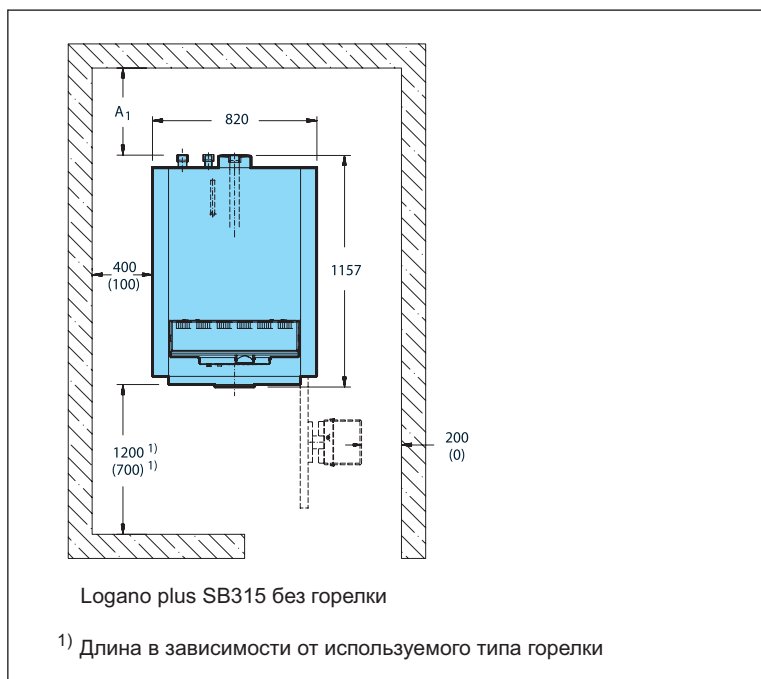 A1
820
400
(100)
1157
1200 1)
(700) 1)
200
(0)
Logano plus SB315 без горелки
1) Длина в зависимости от используемого типа горелки